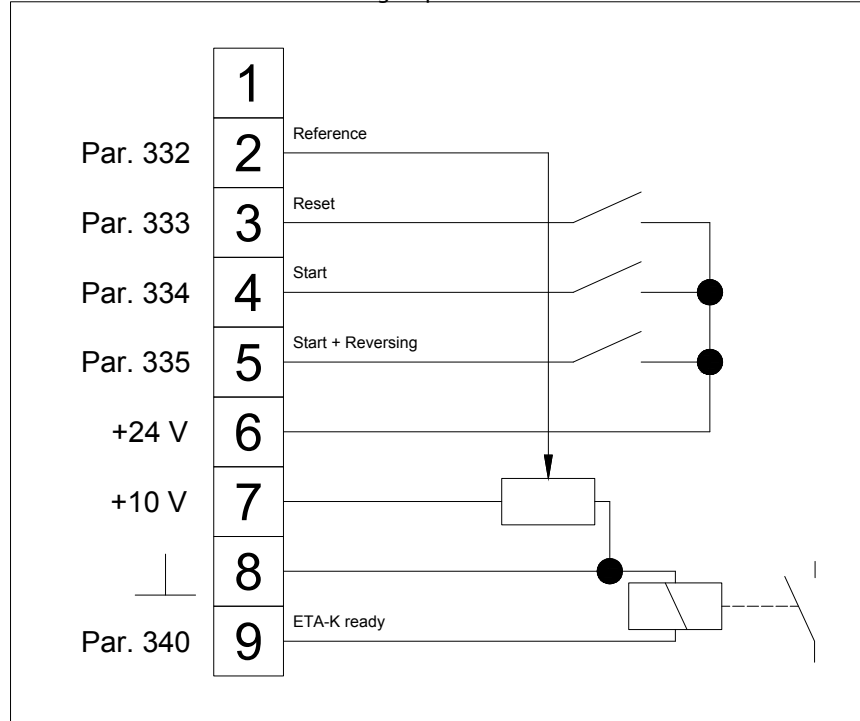 1
Par. 332 2 Reference
Par. 333 3 Reset
Par. 334 4 Start
Par. 335 5 Start + Reversing
+24 V 6
+10 V 7
8
Par. 340 9 ETA-K ready